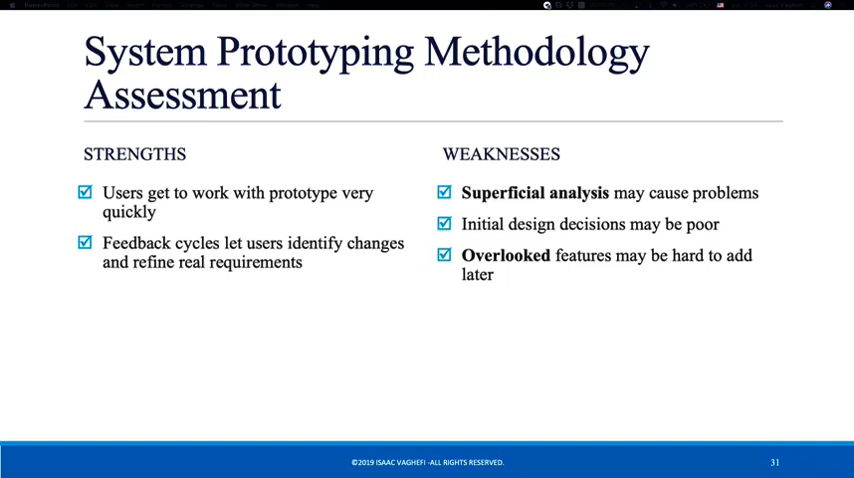 System Prototyping Methodology
Assessment
STRENGTHS
Users get to work with prototype very
quickly
Feedback cycles let users identify changes
and refine real requirements
WEAKNESSES
Superficial analysis may cause problems
Initial design decisions may be poor
Overlooked features may be hard to add
later
©2019 ISAAC VAGHEFI -ALL RIGHTS RESERVED.
31